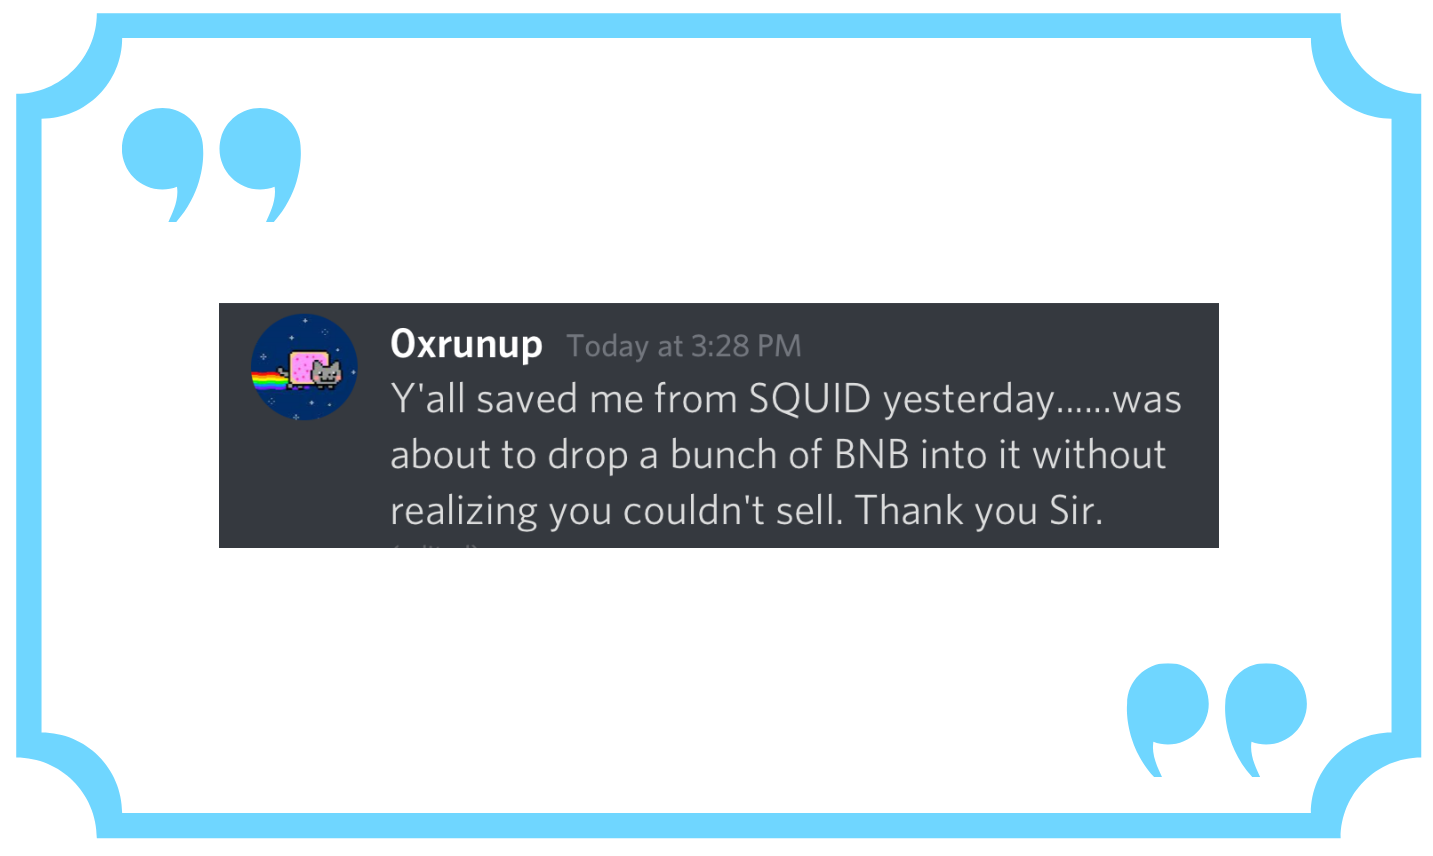 Oxrunup Today at 3:28 PM
Y'all saved me from SQUID yesterday......was
about to drop a bunch of BNB into it without
realizing you couldn't sell. Thank you Sir.